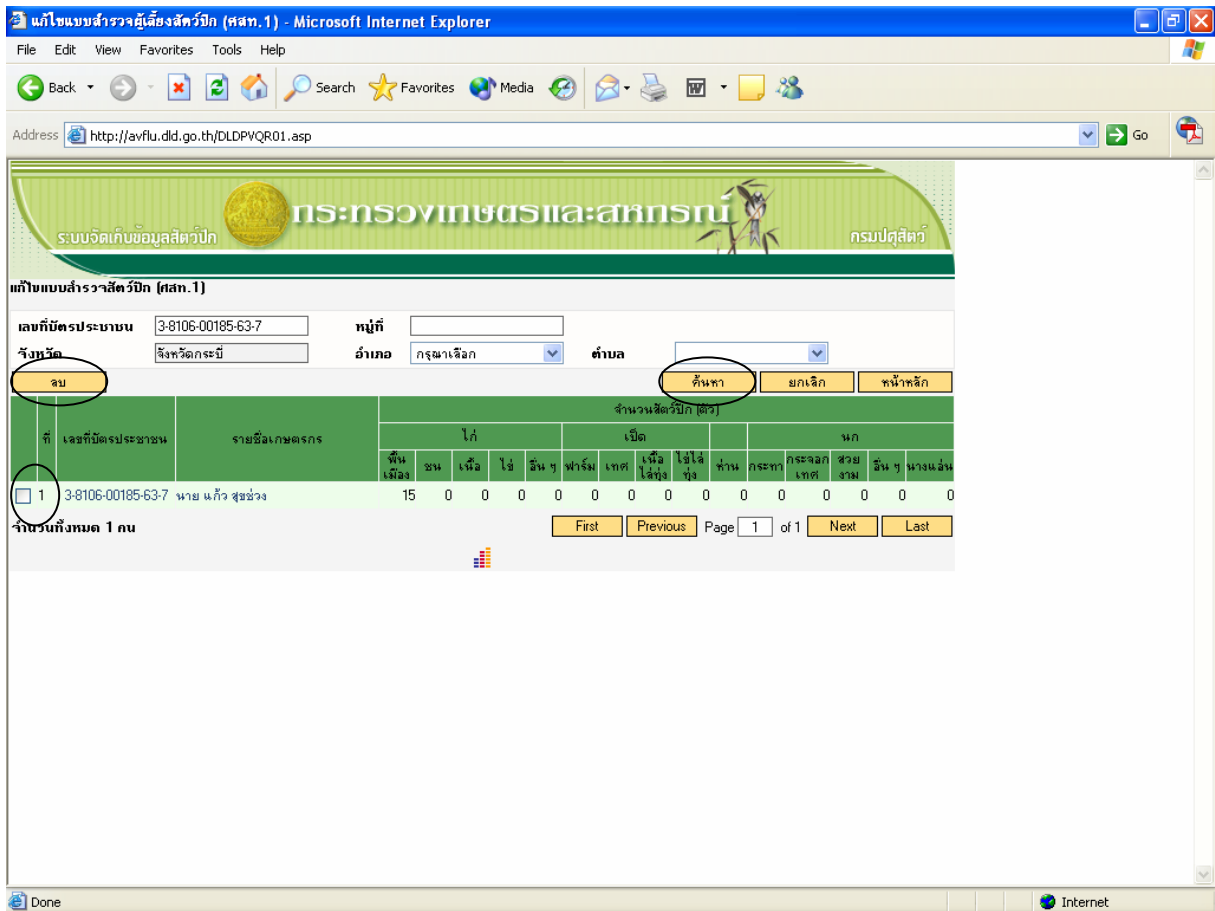 แก้ไขแบบสำรวจผู้เลี้ยงสัตว์ปีก (ศสท.1) - Microsoft Internet Explorer
File Edit View Favorites Tools Help
Back Search Favorites Media
Address http://avflu.dld.go.th/DLDPVQR01.asp Go
กระทรวงเกษตรและสหกรณ์
ระบบจัดเก็บข้อมูลสัตว์ปีก กรมปศุสัตว์
แก้ไขแบบสำรวจสัตว์ปีก (ศสท.1)
เลขที่บัตรประชาชน 3-8106-00185-63-7 หมู่ที่
จังหวัด จังหวัดกระบี่ อำเภอ กรุณาเลือก ตำบล
ลบ ค้นหา ยกเลิก หน้าหลัก
จำนวนสัตว์ปีก (ตัว)
ที่ เลขที่บัตรประชาชน รายชื่อเกษตรกร ไก่ เป็ด นก
พื้นเมือง ชน เนื้อ ไข่ อื่น ๆ ฟาร์ม เทศ เนื้อไล่ทุ่ง ไข่ไล่ทุ่ง ห่าน กระทา กระจอกเทศ สวยงาม อื่น ๆ นางแอ่น
1 3-8106-00185-63-7 นาย แก้ว สุขช่วง 15 0 0 0 0 0 0 0 0 0 0 0 0 0 0
จำนวนทั้งหมด 1 คน First Previous Page 1 of 1 Next Last
Done Internet